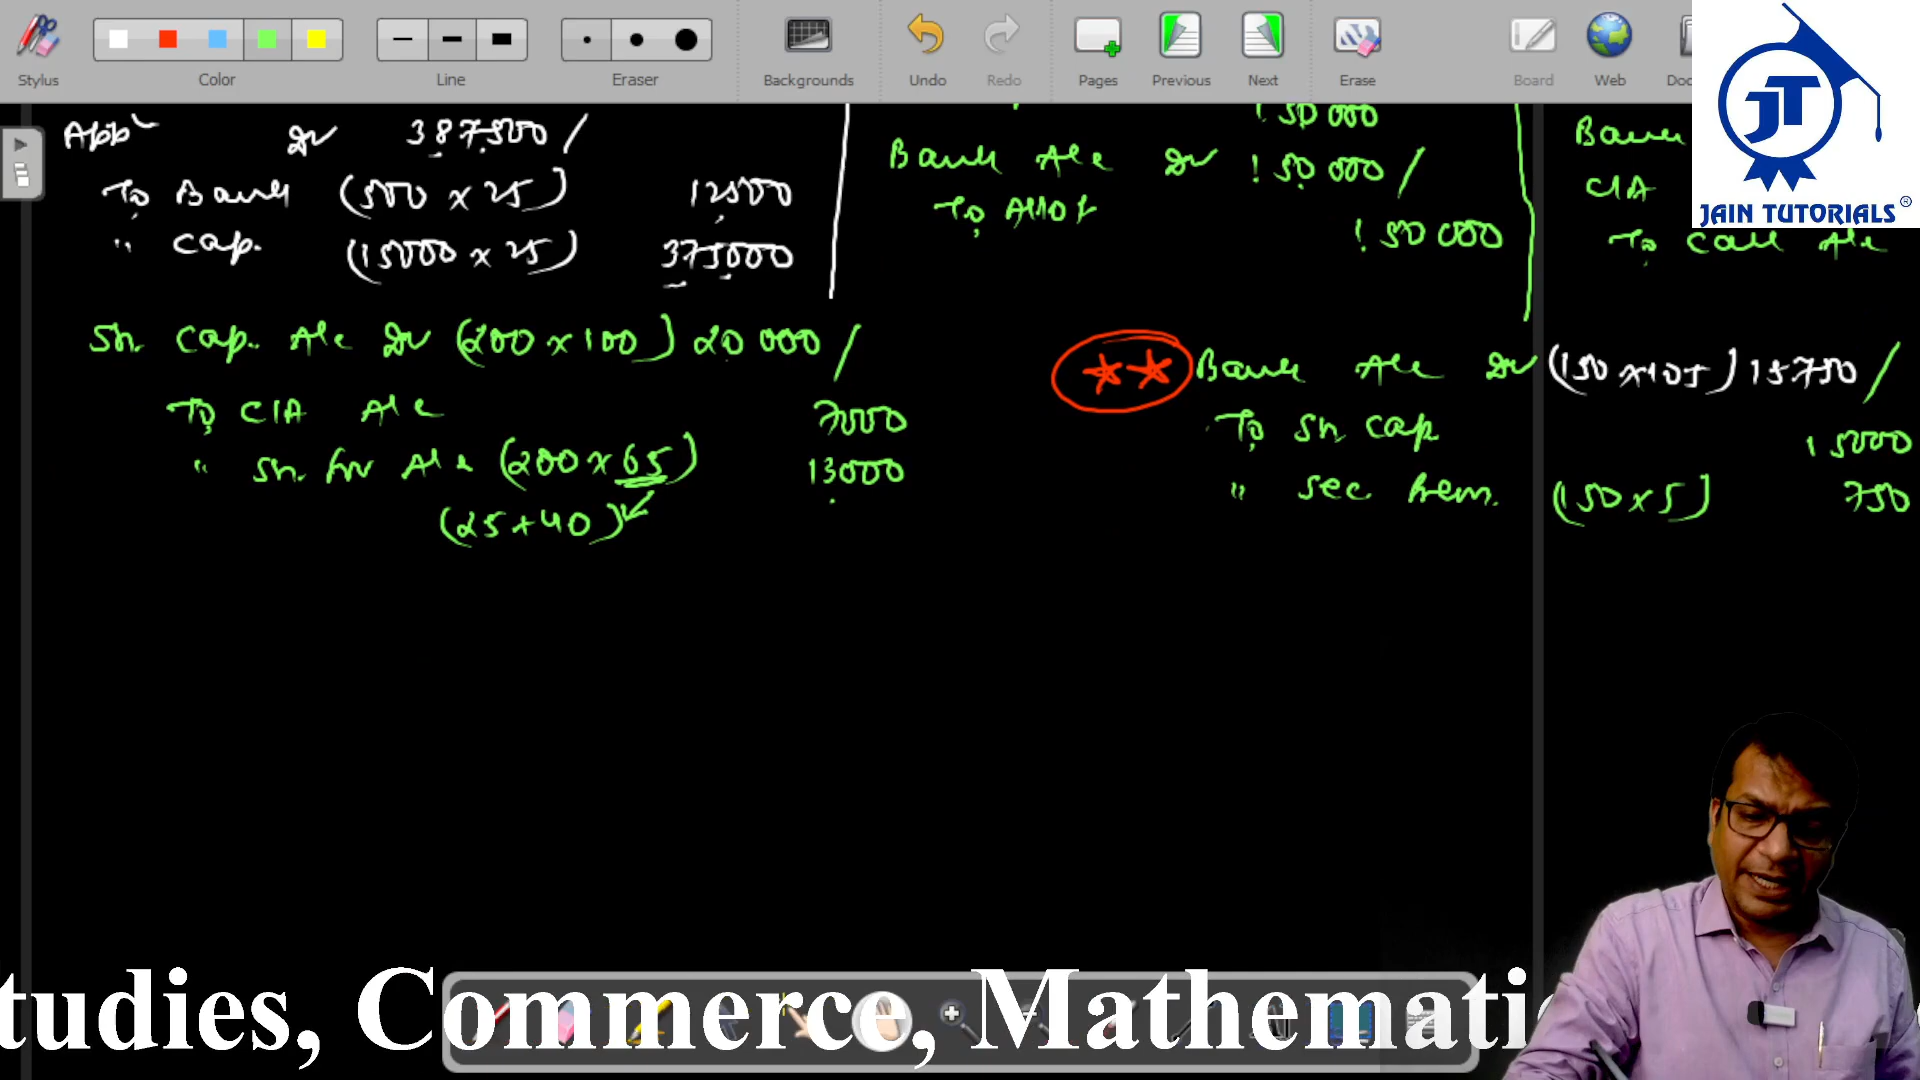 Stylus
Color
Line
Eraser
Backgrounds
Undo
Redo
Pages
Previous
Next
Erase
Board
Web
Doc
JT
JAIN TUTORIALS®
Dr 387500/
To Bank (500 x 25) 12500
" Cap. (15000 x 25) 375000
150000
Bank A/c Dr 150000/
To Allot
150000
Bank
CIA
To Call A/c
Sh. Cap. A/c Dr (200 x 100) 20000/
To CIA A/c 7000
" Sh. for A/c (200 x 65) 13000
(25+40)
Bank A/c Dr (150 x 105) 15750/
To Sh Cap 15000
" Sec Prem. (150 x 5) 750
tudies, Commerce, Mathemati